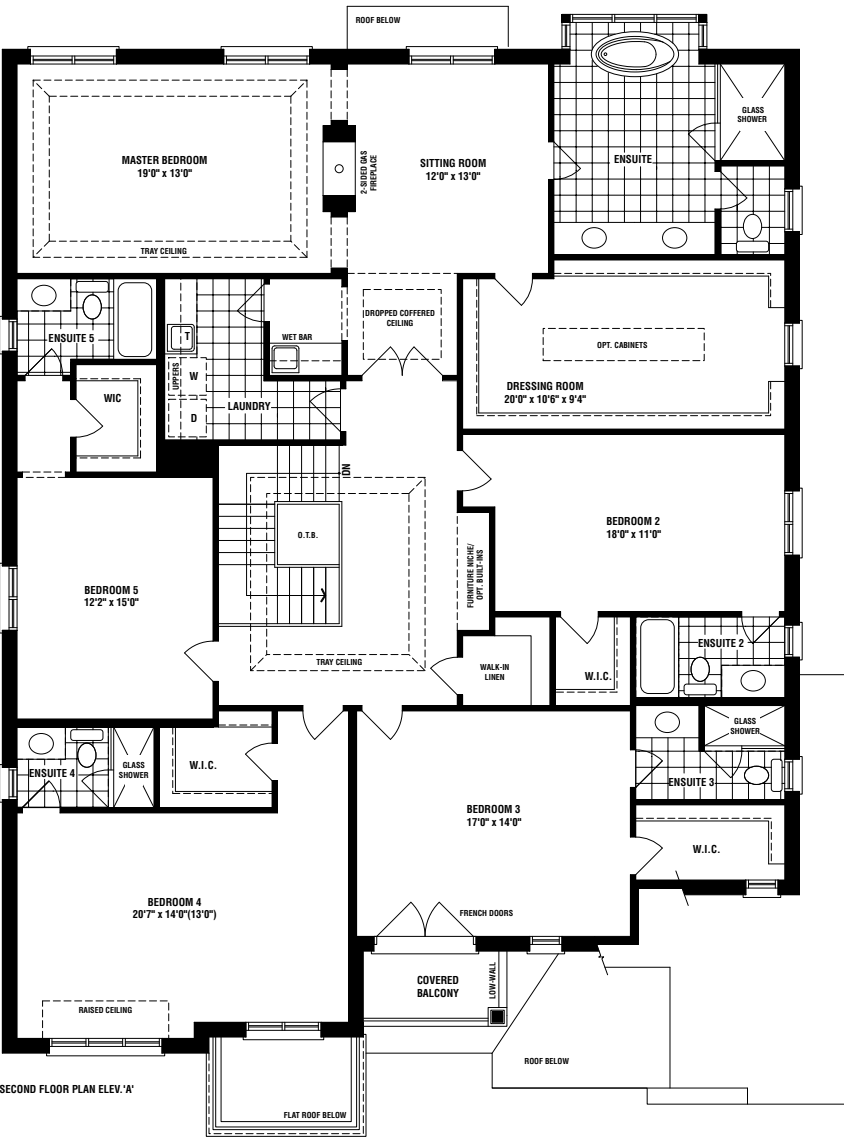 ROOF BELOW
MASTER BEDROOM
19'0" x 13'0"
TRAY CEILING
2-SIDED GAS
FIREPLACE
SITTING ROOM
12'0" x 13'0"
ENSUITE
GLASS
SHOWER
ENSUITE 5
T
UPPERS
W
D
LAUNDRY
WET BAR
DROPPED COFFERED
CEILING
OPT. CABINETS
DRESSING ROOM
20'0" x 10'6" x 9'4"
WIC
DN
O.T.B.
BEDROOM 2
18'0" x 11'0"
FURNITURE NICHE/
OPT. BUILT-INS
BEDROOM 5
12'2" x 15'0"
TRAY CEILING
WALK-IN
LINEN
W.I.C.
ENSUITE 2
ENSUITE 4
GLASS
SHOWER
W.I.C.
GLASS
SHOWER
ENSUITE 3
BEDROOM 3
17'0" x 14'0"
W.I.C.
BEDROOM 4
20'7" x 14'0"(13'0")
FRENCH DOORS
COVERED
BALCONY
LOW-WALL
RAISED CEILING
ROOF BELOW
SECOND FLOOR PLAN ELEV.'A'
FLAT ROOF BELOW